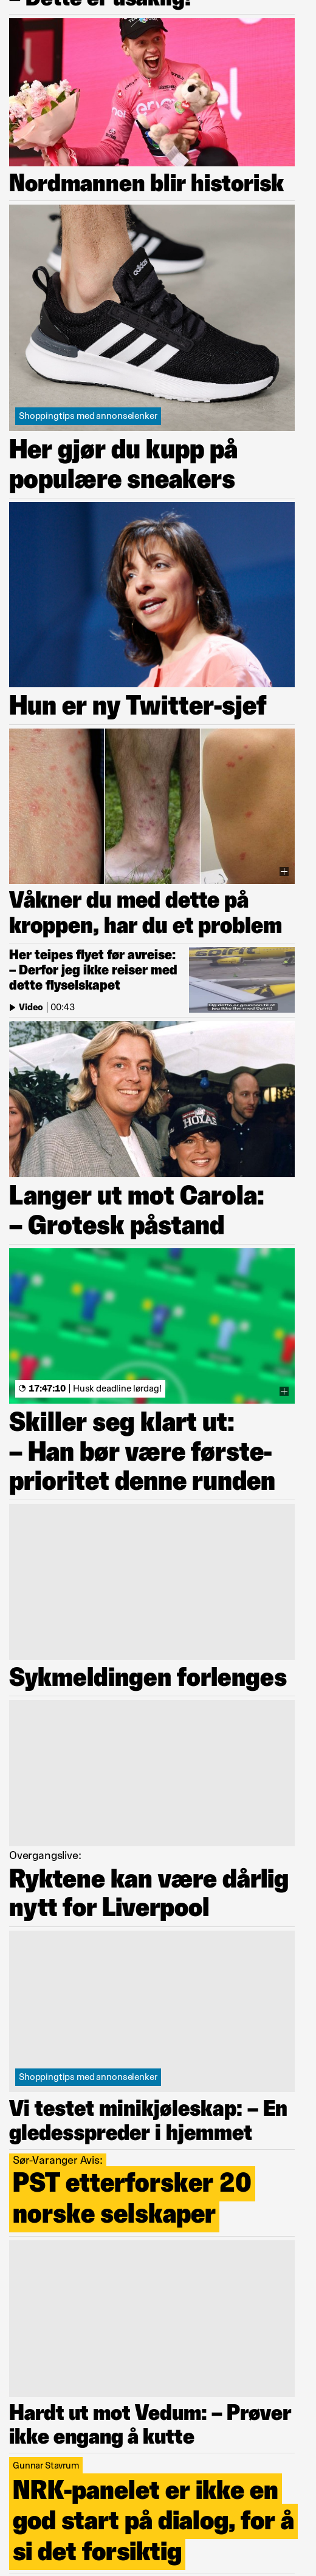 – Dette er usaklig!
Nordmannen blir historisk
adidas
Shoppingtips med annonselenker
Her gjør du kupp på
populære sneakers
Hun er ny Twitter-sjef
Våkner du med dette på
kroppen, har du et problem
Her teipes flyet før avreise:
– Derfor jeg ikke reiser med
dette flyselskapet
Video | 00:43
spirit
HOYAS
Langer ut mot Carola:
– Grotesk påstand
17:47:10 | Husk deadline lørdag!
Skiller seg klart ut:
– Han bør være første-
prioritet denne runden
Sykmeldingen forlenges
Overgangslive:
Ryktene kan være dårlig
nytt for Liverpool
Shoppingtips med annonselenker
Vi testet minikjøleskap: – En
gledesspreder i hjemmet
Sør-Varanger Avis:
PST etterforsker 20
norske selskaper
Hardt ut mot Vedum: – Prøver
ikke engang å kutte
Gunnar Stavrum
NRK-panelet er ikke en
god start på dialog, for å
si det forsiktig